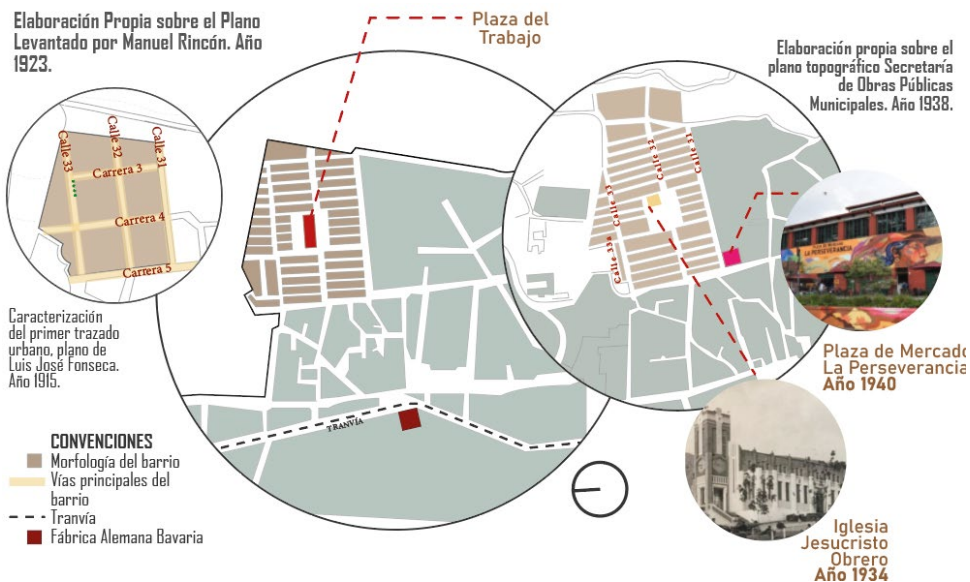 Elaboración Propia sobre el Plano
Levantado por Manuel Rincón. Año
1923.
Plaza del
Trabajo
Elaboración propia sobre el
plano topográfico Secretaría
de Obras Públicas
Municipales. Año 1938.
Calle 33
Calle 32
Calle 31
Carrera 3
Carrera 4
Carrera 5
Caracterización
del primer trazado
urbano, plano de
Luis José Fonseca.
Año 1915.
Calle 32
Calle 31
Calle 33
Calle 33a
LA PERSEVERANCIA
Plaza de Mercado
La Perseverancia
Año 1940
TRANVÍA
CONVENCIONES
Morfología del barrio
Vías principales del
barrio
Tranvía
Fábrica Alemana Bavaria
Iglesia
Jesucristo
Obrero
Año 1934